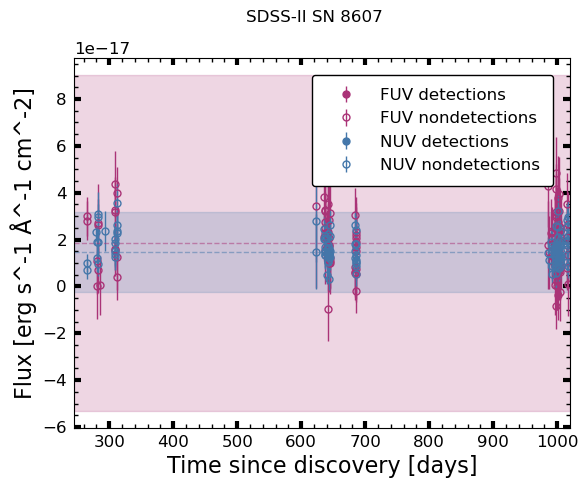 SDSS-II SN 8607
1e−17
FUV detections
FUV nondetections
NUV detections
NUV nondetections
8
6
4
2
0
−2
−4
−6
Flux [erg s^-1 Å^-1 cm^-2]
300 400 500 600 700 800 900 1000
Time since discovery [days]